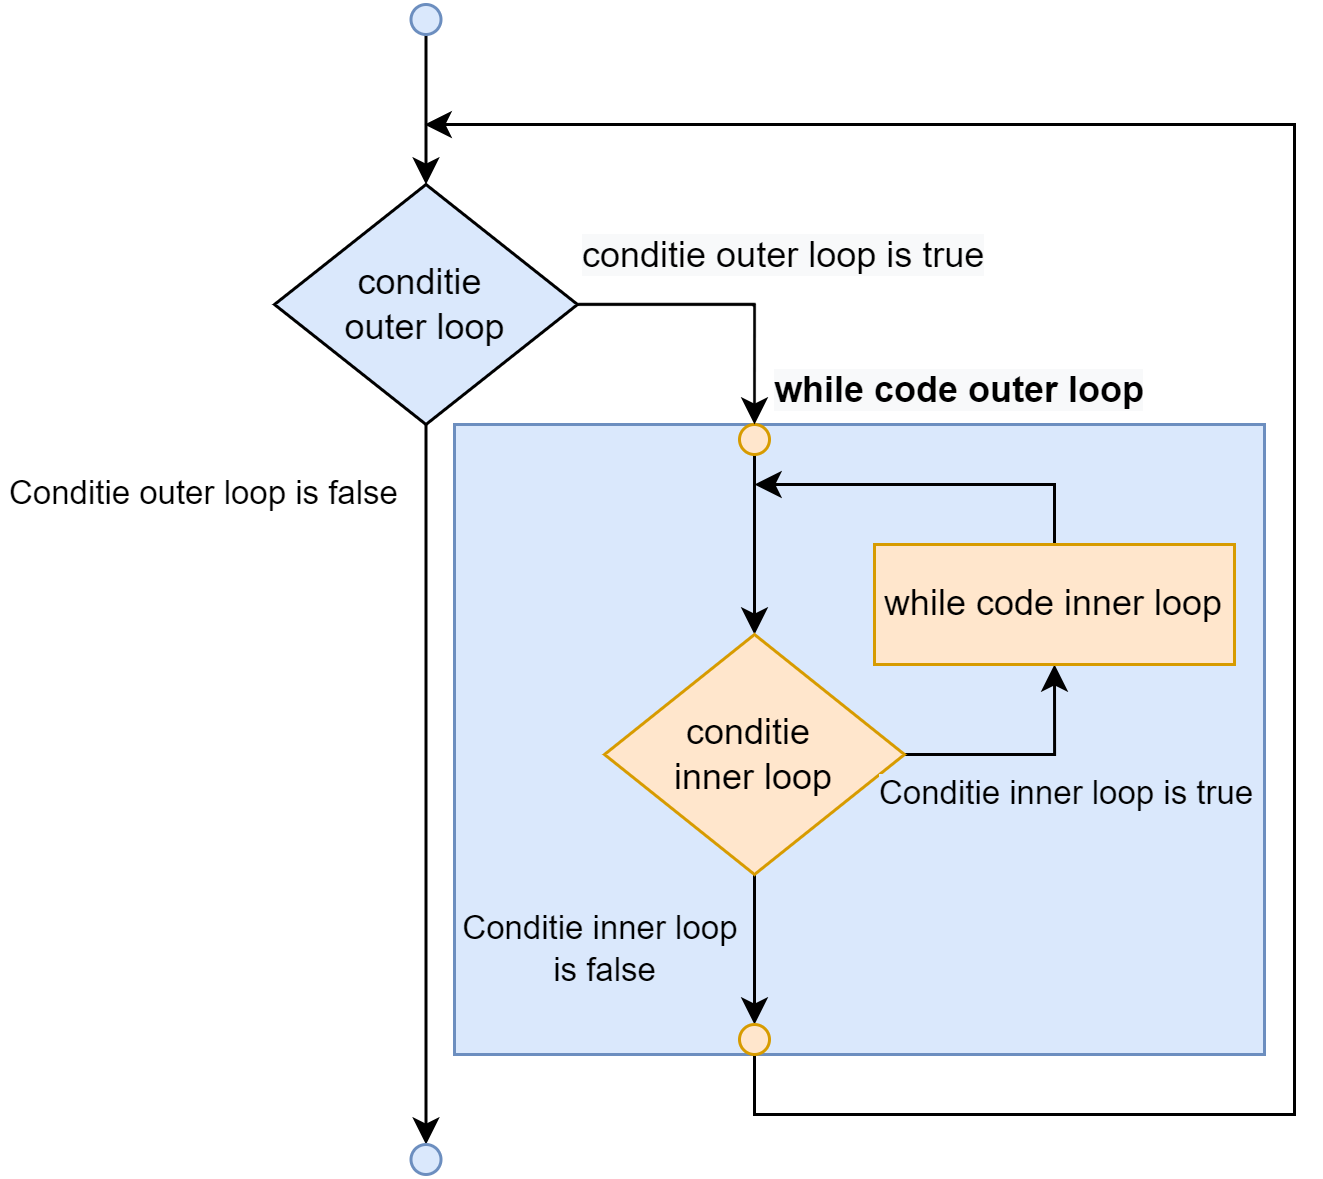 conditie
outer loop
conditie outer loop is true
while code outer loop
Conditie outer loop is false
while code inner loop
conditie
inner loop
Conditie inner loop is true
Conditie inner loop
is false